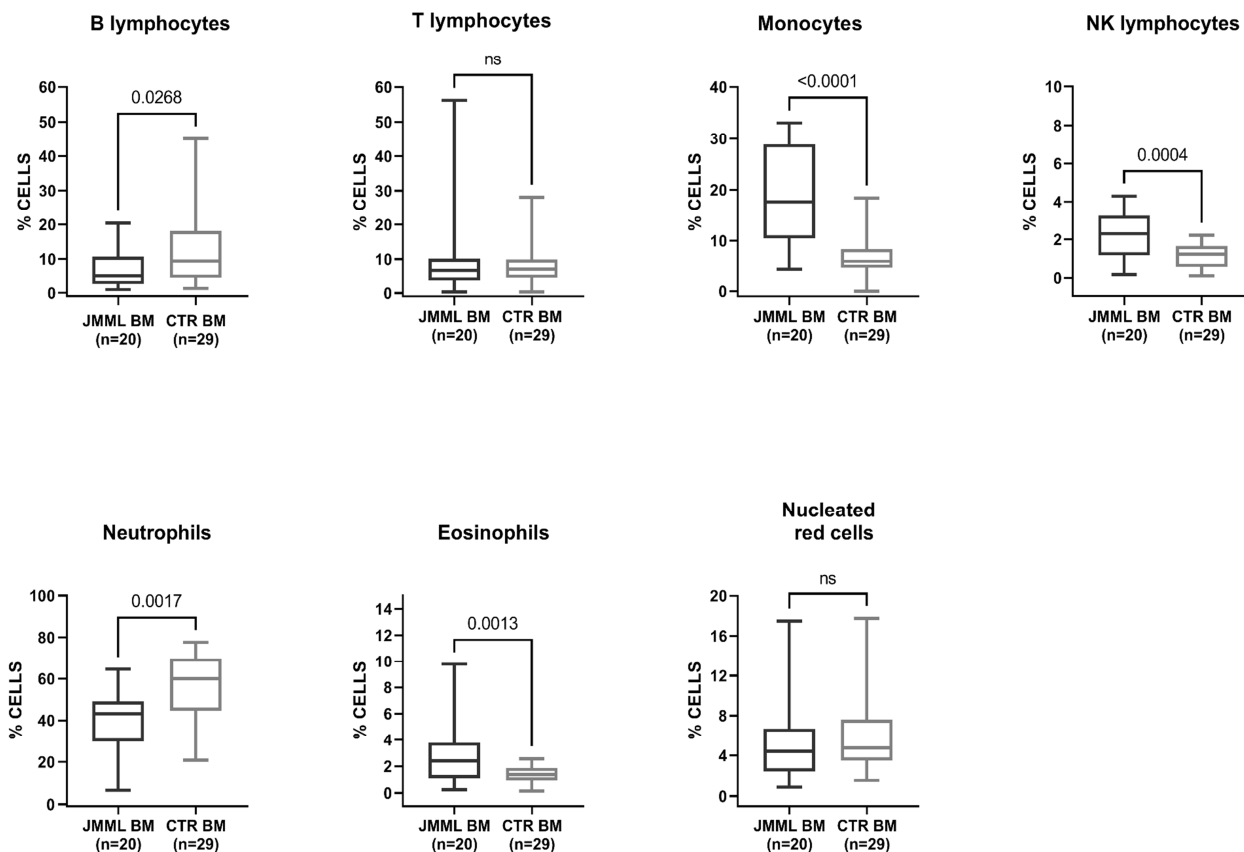 B lymphocytes
60
50
40
30
20
10
0
% CELLS
0.0268
JMML BM
(n=20)
CTR BM
(n=29)
T lymphocytes
60
50
40
30
20
10
0
% CELLS
ns
JMML BM
(n=20)
CTR BM
(n=29)
Monocytes
40
30
20
10
0
% CELLS
<0.0001
JMML BM
(n=20)
CTR BM
(n=29)
NK lymphocytes
10
8
6
4
2
0
% CELLS
0.0004
JMML BM
(n=20)
CTR BM
(n=29)
Neutrophils
100
80
60
40
20
0
% CELLS
0.0017
JMML BM
(n=20)
CTR BM
(n=29)
Eosinophils
14
12
10
8
6
4
2
0
% CELLS
0.0013
JMML BM
(n=20)
CTR BM
(n=29)
Nucleated
red cells
20
16
12
8
4
0
% CELLS
ns
JMML BM
(n=20)
CTR BM
(n=29)